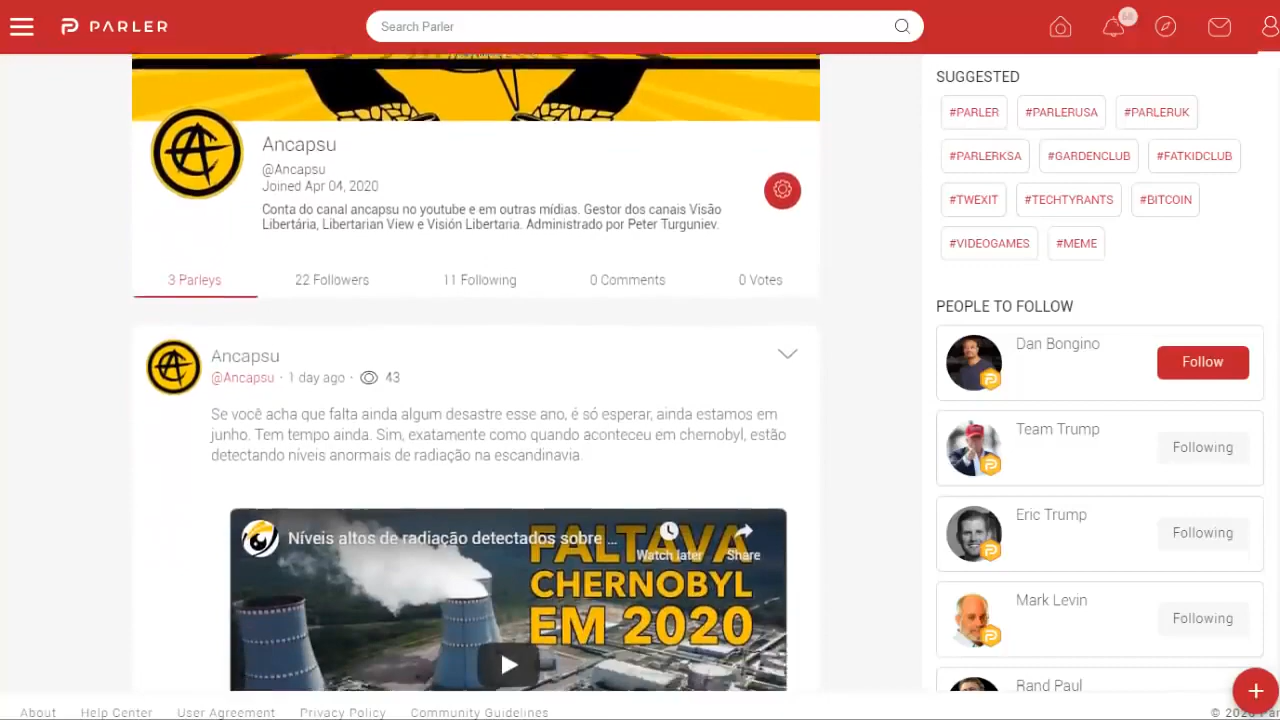 PARLER
Search Parler
68
Ancapsu
@Ancapsu
Joined Apr 04, 2020
Conta do canal ancapsu no youtube e em outras mídias. Gestor dos canais Visão
Libertária, Libertarian View e Visión Libertaria. Administrado por Peter Turguniev.
3 Parleys
22 Followers
11 Following
0 Comments
0 Votes
Ancapsu
@Ancapsu · 1 day ago · 43
Se você acha que falta ainda algum desastre esse ano, é só esperar, ainda estamos em
junho. Tem tempo ainda. Sim, exatamente como quando aconteceu em chernobyl, estão
detectando níveis anormais de radiação na escandinavia.
Níveis altos de radiação detectados sobre ...
Watch later
Share
FALTAVA
CHERNOBYL
EM 2020
SUGGESTED
#PARLER #PARLERUSA #PARLERUK
#PARLERKSA #GARDENCLUB #FATKIDCLUB
#TWEXIT #TECHTYRANTS #BITCOIN
#VIDEOGAMES #MEME
PEOPLE TO FOLLOW
Dan Bongino
Follow
Team Trump
Following
Eric Trump
Following
Mark Levin
Following
Rand Paul
About Help Center User Agreement Privacy Policy Community Guidelines